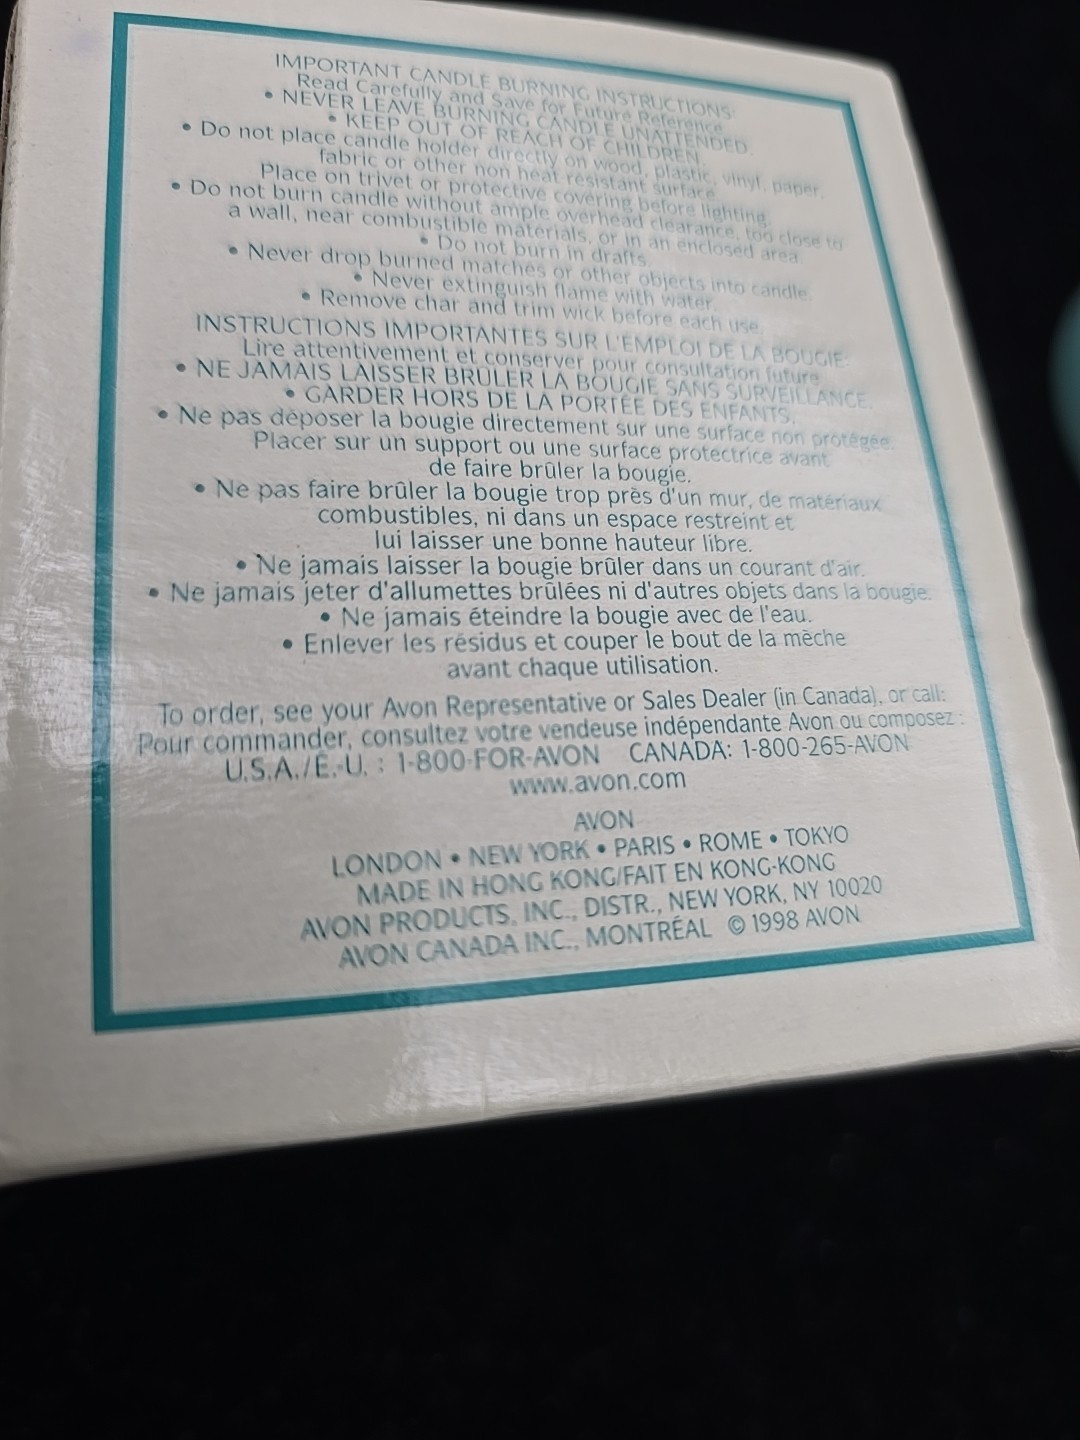 IMPORTANT CANDLE BURNING INSTRUCTIONS:
Read Carefully and Save for Future Reference.
• NEVER LEAVE BURNING CANDLE UNATTENDED.
• KEEP OUT OF REACH OF CHILDREN.
• Do not place candle holder directly on wood, plastic, vinyl, paper,
fabric or other non heat resistant surface.
Place on trivet or protective covering before lighting.
• Do not burn candle without ample overhead clearance, too close to
a wall, near combustible materials, or in an enclosed area.
• Do not burn in drafts.
• Never drop burned matches or other objects into candle.
• Never extinguish flame with water.
• Remove char and trim wick before each use.
INSTRUCTIONS IMPORTANTES SUR L'EMPLOI DE LA BOUGIE:
Lire attentivement et conserver pour consultation future.
• NE JAMAIS LAISSER BRÛLER LA BOUGIE SANS SURVEILLANCE.
• GARDER HORS DE LA PORTÉE DES ENFANTS.
• Ne pas déposer la bougie directement sur une surface non protégée.
Placer sur un support ou une surface protectrice avant
de faire brûler la bougie.
• Ne pas faire brûler la bougie trop près d'un mur, de matériaux
combustibles, ni dans un espace restreint et
lui laisser une bonne hauteur libre.
• Ne jamais laisser la bougie brûler dans un courant d'air.
• Ne jamais jeter d'allumettes brûlées ni d'autres objets dans la bougie.
• Ne jamais éteindre la bougie avec de l'eau.
• Enlever les résidus et couper le bout de la mèche
avant chaque utilisation.
To order, see your Avon Representative or Sales Dealer (in Canada), or call:
Pour commander, consultez votre vendeuse indépendante Avon ou composez :
U.S.A./É.-U. : 1-800-FOR-AVON CANADA: 1-800-265-AVON
www.avon.com
AVON
LONDON • NEW YORK • PARIS • ROME • TOKYO
MADE IN HONG KONG/FAIT EN KONG-KONG
AVON PRODUCTS, INC., DISTR., NEW YORK, NY 10020
AVON CANADA INC., MONTRÉAL © 1998 AVON